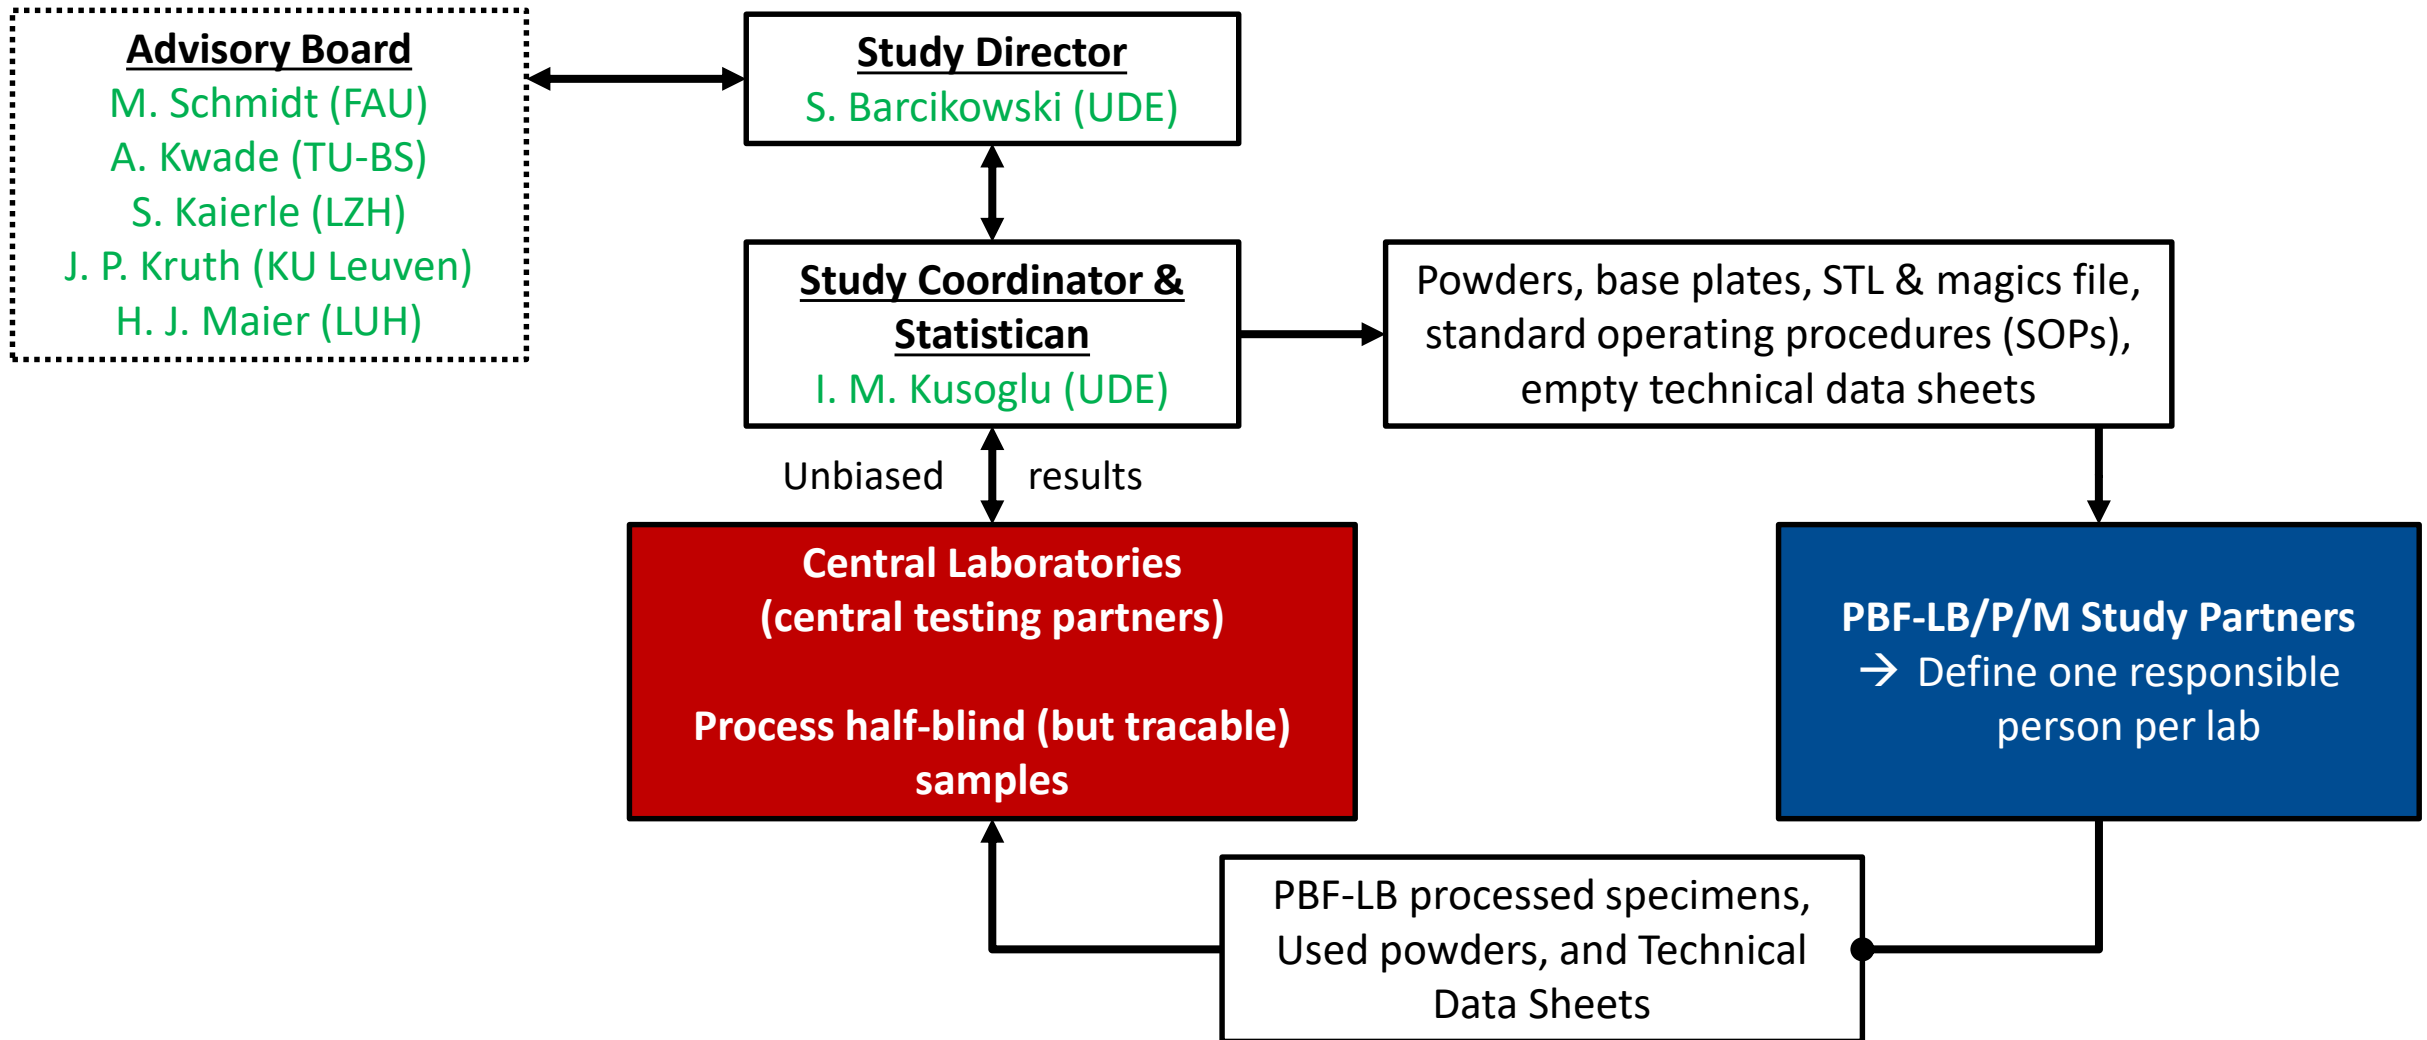 Advisory Board
M. Schmidt (FAU)
A. Kwade (TU-BS)
S. Kaierle (LZH)
J. P. Kruth (KU Leuven)
H. J. Maier (LUH)
Study Director
S. Barcikowski (UDE)
Study Coordinator &
Statistican
I. M. Kusoglu (UDE)
Powders, base plates, STL & magics file,
standard operating procedures (SOPs),
empty technical data sheets
Unbiased results
Central Laboratories
(central testing partners)
Process half-blind (but tracable)
samples
PBF-LB/P/M Study Partners
→ Define one responsible
person per lab
PBF-LB processed specimens,
Used powders, and Technical
Data Sheets